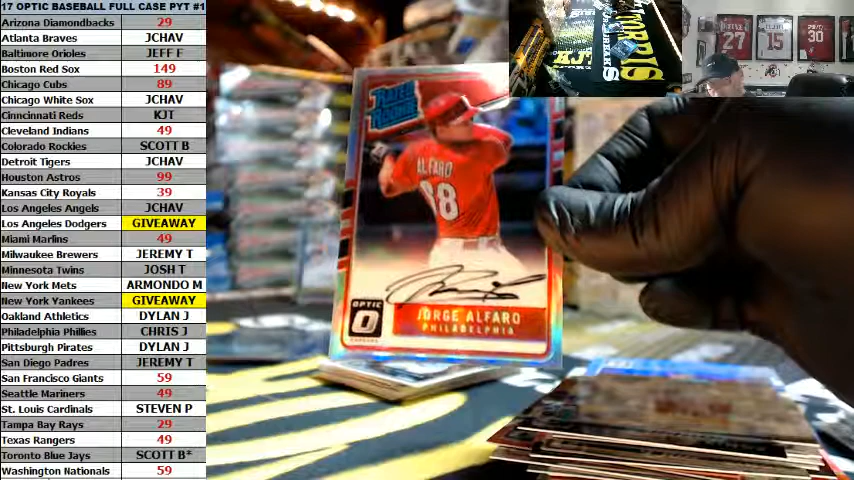 17 OPTIC BASEBALL FULL CASE PYT #1
Arizona Diamondbacks 29
Atlanta Braves JCHAV
Baltimore Orioles JEFF F
Boston Red Sox 149
Chicago Cubs 89
Chicago White Sox JCHAV
Cinncinati Reds KJT
Cleveland Indians 49
Colorado Rockies SCOTT B
Detroit Tigers JCHAV
Houston Astros 99
Kansas City Royals 39
Los Angeles Angels JCHAV
Los Angeles Dodgers GIVEAWAY
Miami Marlins 49
Milwaukee Brewers JEREMY T
Minnesota Twins JOSH T
New York Mets ARMONDO M
New York Yankees GIVEAWAY
Oakland Athletics DYLAN J
Philadelphia Phillies CHRIS J
Pittsburgh Pirates DYLAN J
San Diego Padres JEREMY T
San Francisco Giants 59
Seattle Mariners 49
St. Louis Cardinals STEVEN P
Tampa Bay Rays 29
Texas Rangers 49
Toronto Blue Jays SCOTT B*
Washington Nationals 59
RATED ROOKIE
ALFARO
38
OPTIC
JORGE ALFARO
PHILADELPHIA
27
15
30